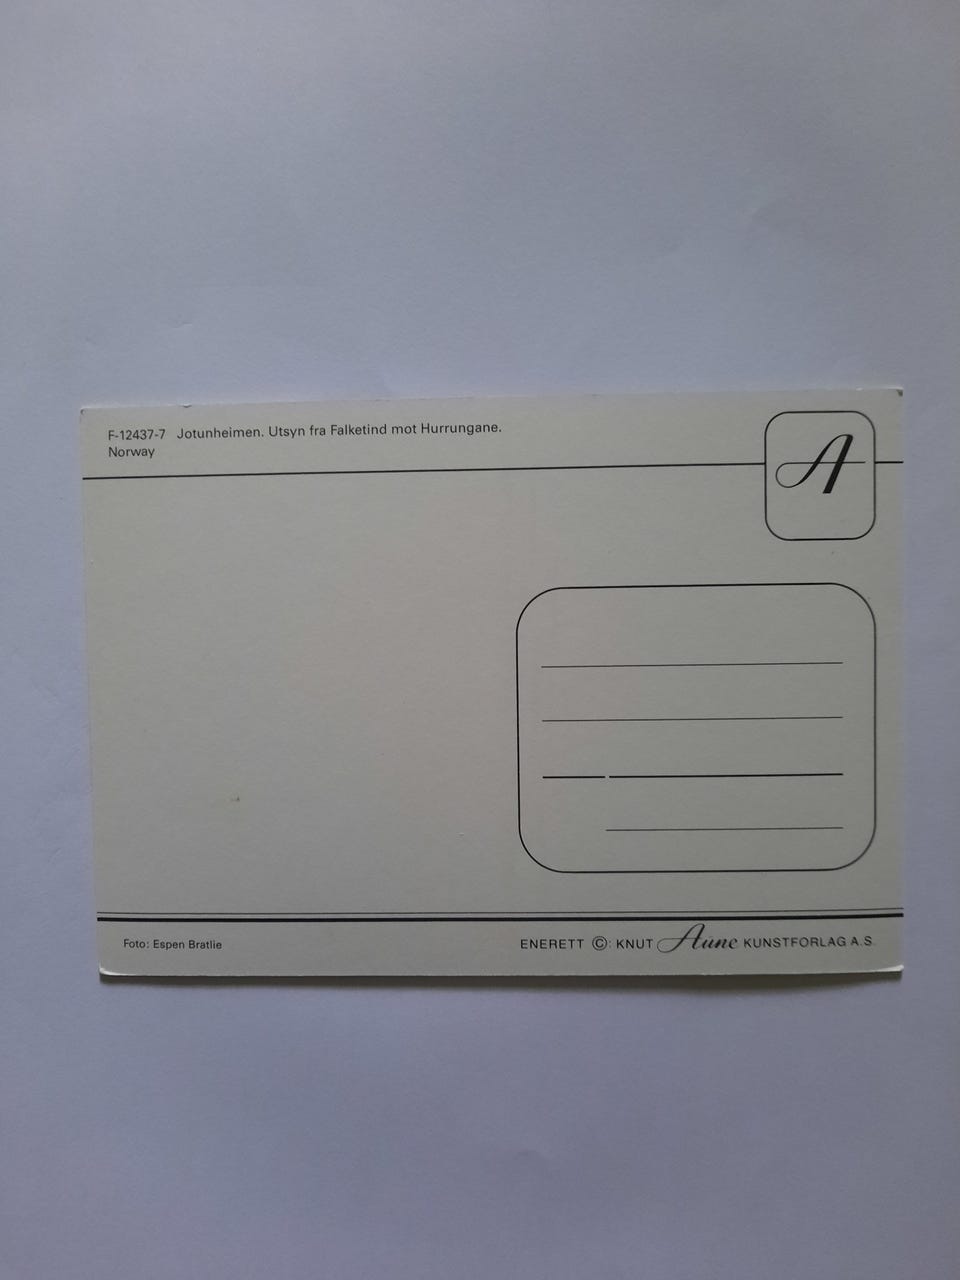 F-12437-7 Jotunheimen. Utsyn fra Falketind mot Hurrungane.
Norway
A
Foto: Espen Bratlie
ENERETT ©: KNUT Aune KUNSTFORLAG A.S.